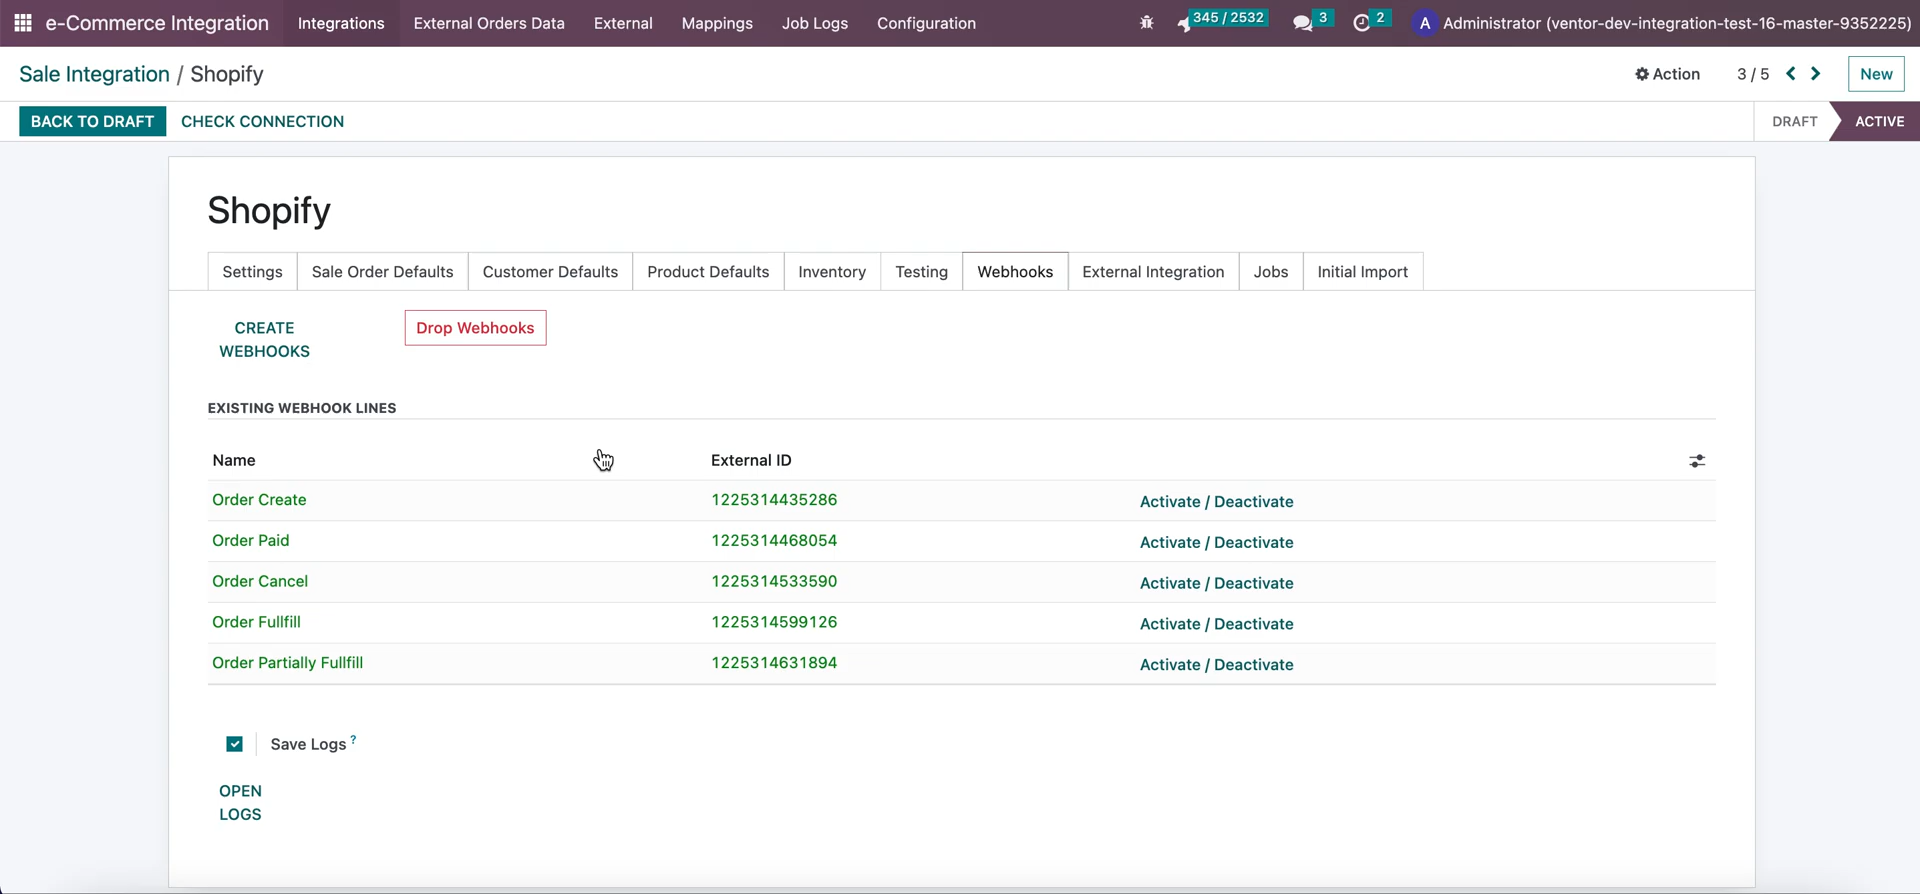 e-Commerce Integration Integrations External Orders Data External Mappings Job Logs Configuration 345 / 2532 3 2 A Administrator (ventor-dev-integration-test-16-master-9352225)
Sale Integration / Shopify Action 3 / 5 New
BACK TO DRAFT CHECK CONNECTION DRAFT ACTIVE
Shopify
Settings Sale Order Defaults Customer Defaults Product Defaults Inventory Testing Webhooks External Integration Jobs Initial Import
CREATE
WEBHOOKS
Drop Webhooks
EXISTING WEBHOOK LINES
Name External ID
Order Create 1225314435286 Activate / Deactivate
Order Paid 1225314468054 Activate / Deactivate
Order Cancel 1225314533590 Activate / Deactivate
Order Fullfill 1225314599126 Activate / Deactivate
Order Partially Fullfill 1225314631894 Activate / Deactivate
Save Logs ?
OPEN
LOGS